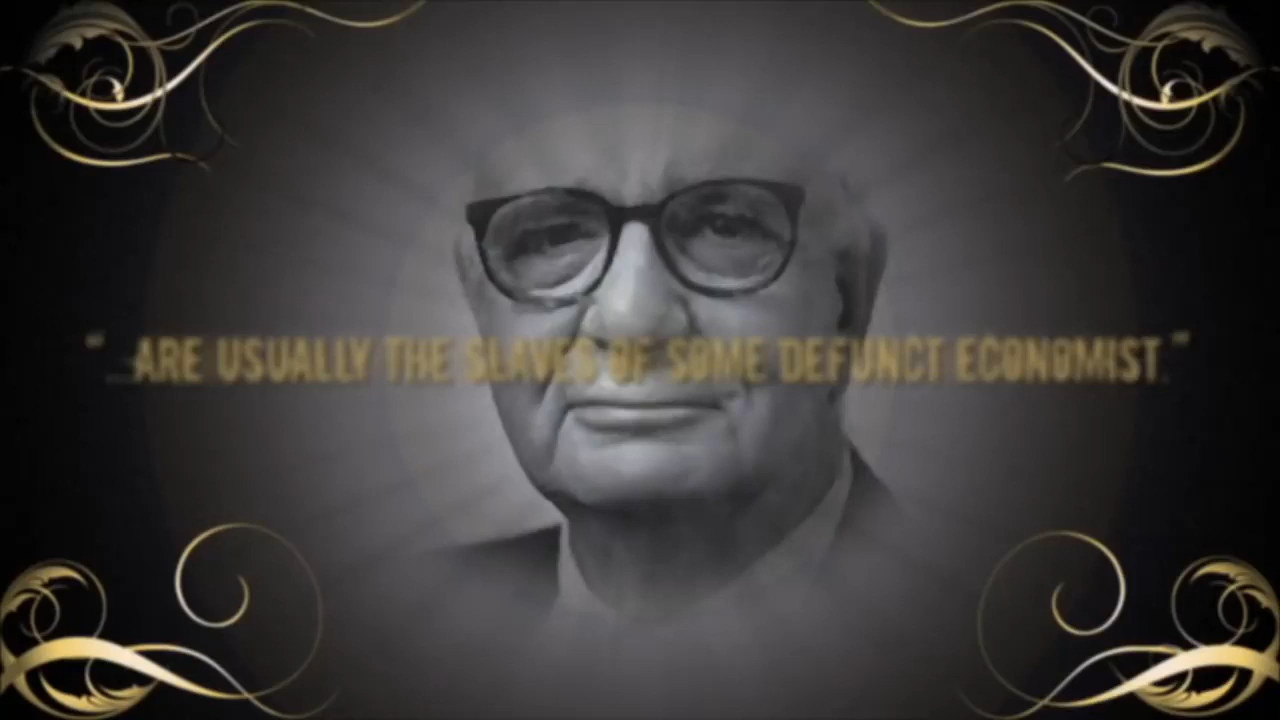 “ ARE USUALLY THE SLAVES OF SOME DEFUNCT ECONOMIST.”